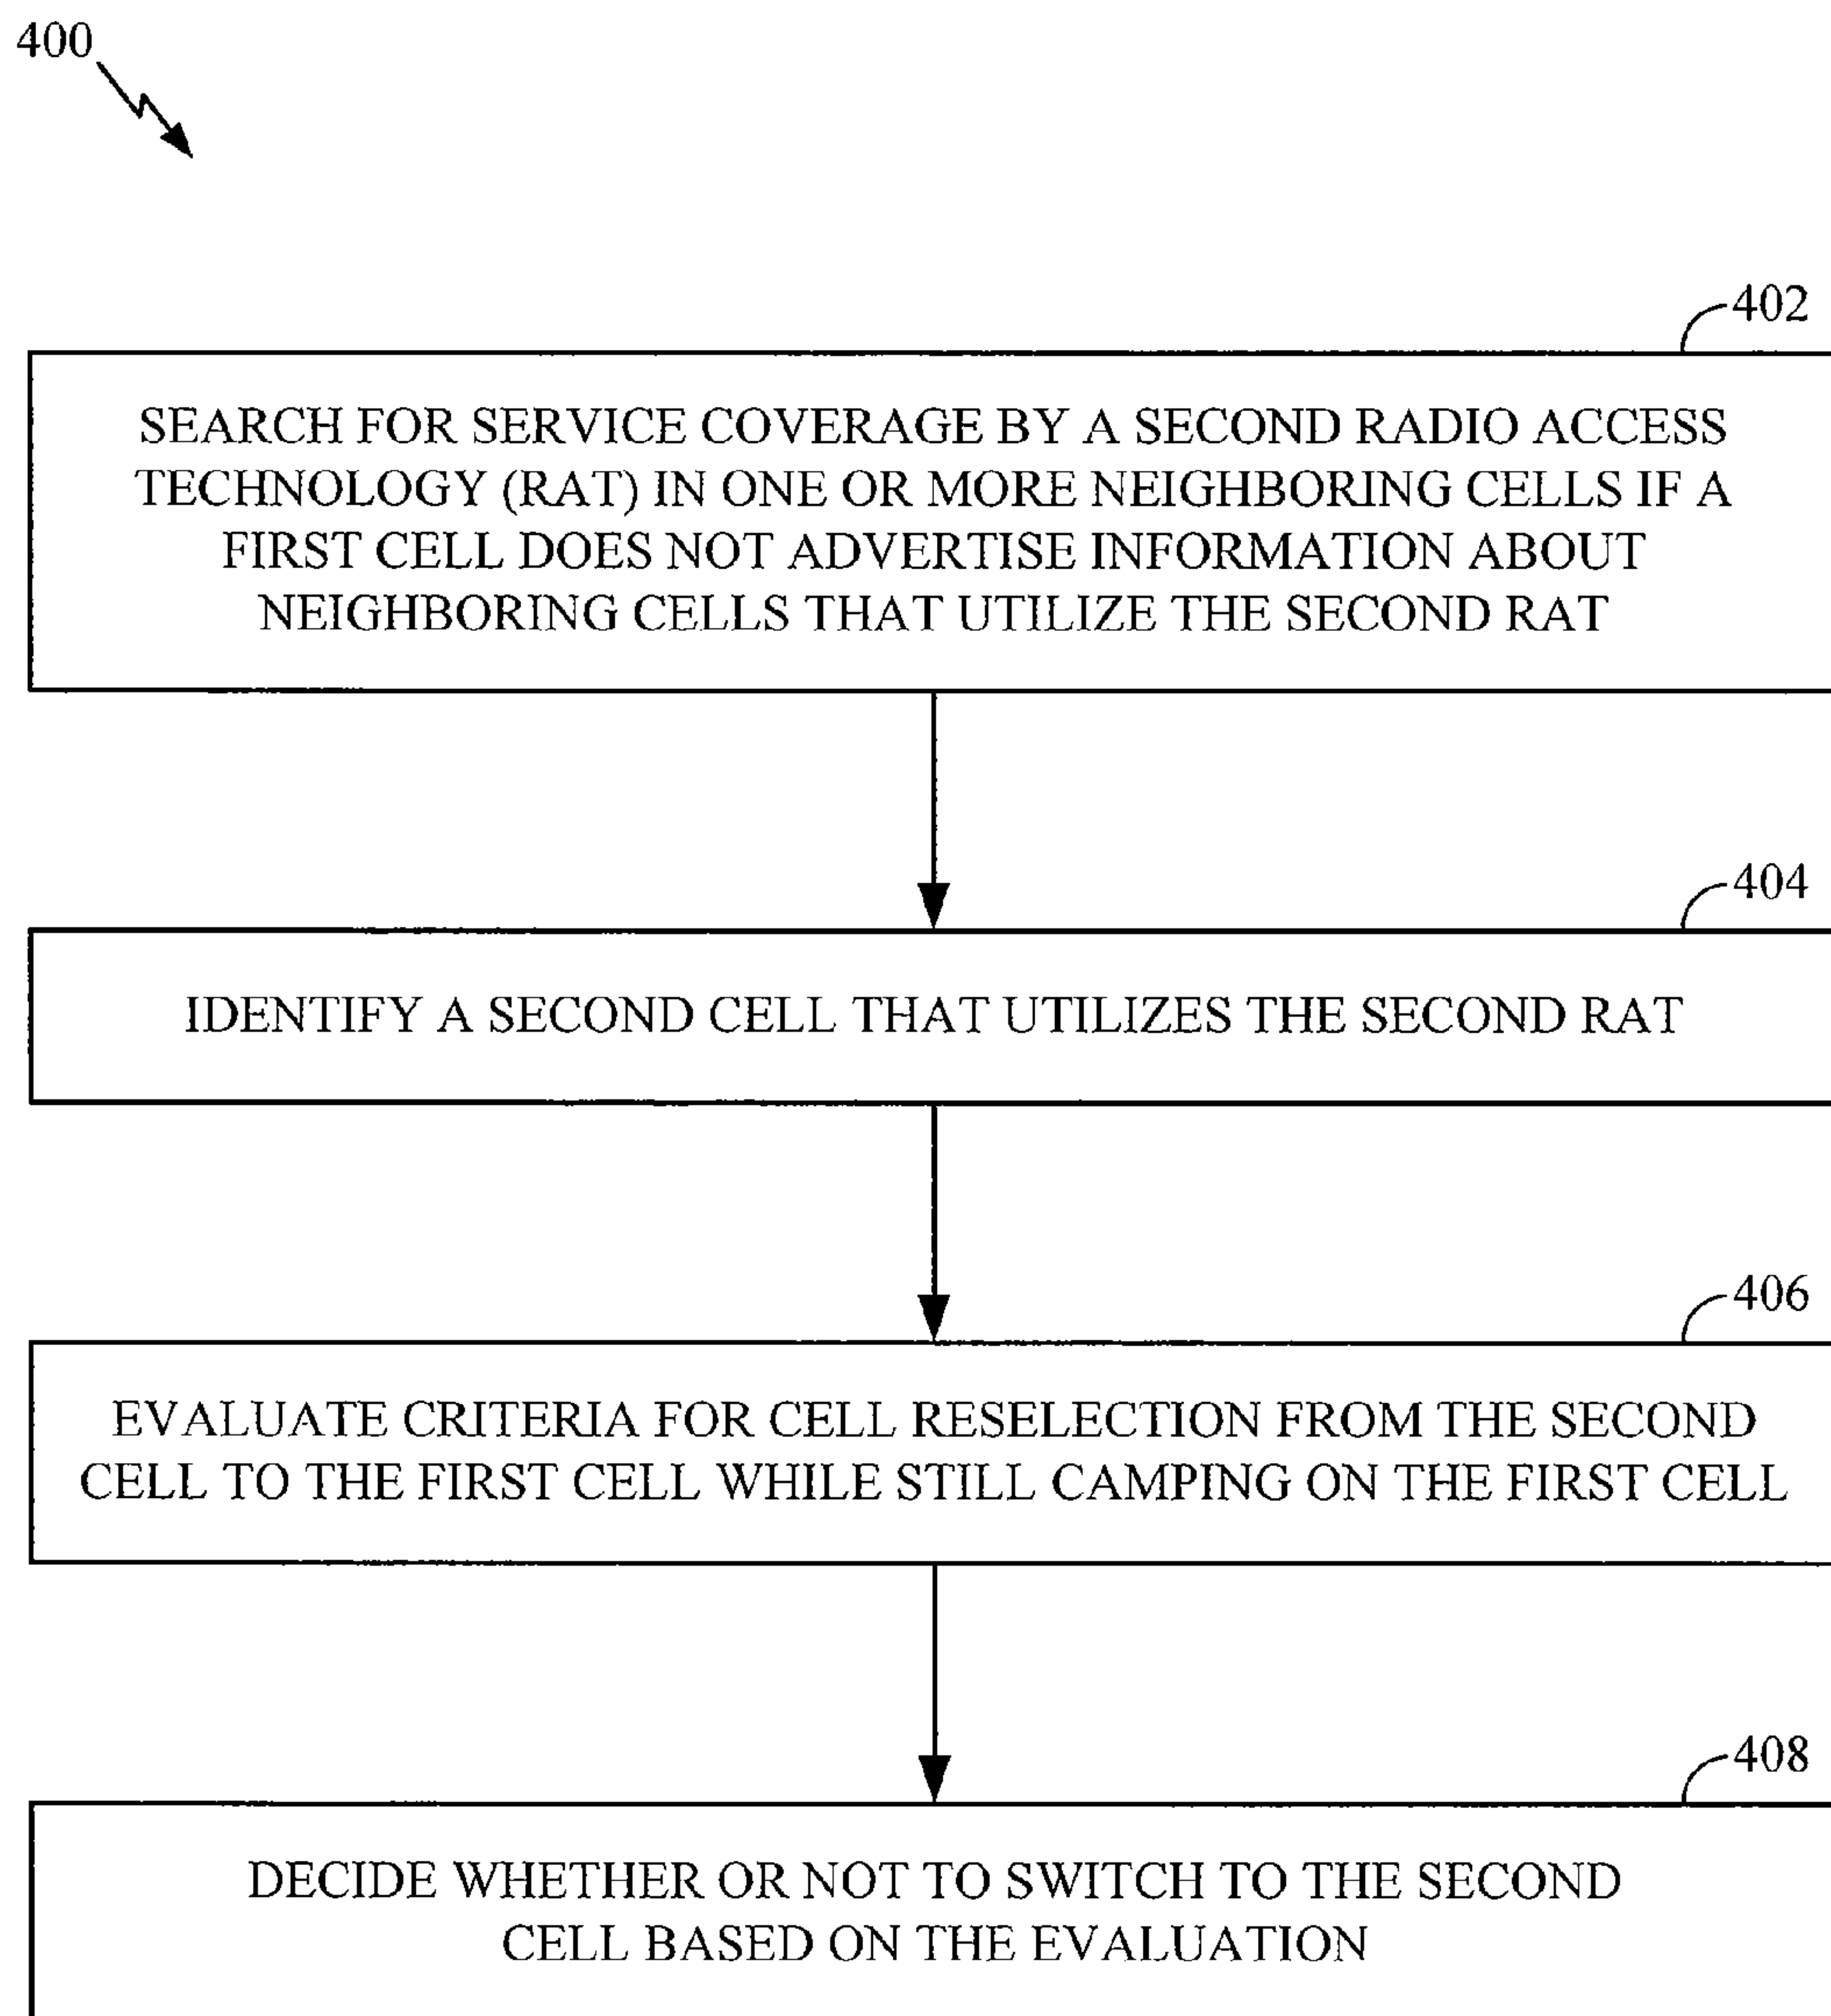 400
402
SEARCH FOR SERVICE COVERAGE BY A SECOND RADIO ACCESS
TECHNOLOGY (RAT) IN ONE OR MORE NEIGHBORING CELLS IF A
FIRST CELL DOES NOT ADVERTISE INFORMATION ABOUT
NEIGHBORING CELLS THAT UTILIZE THE SECOND RAT
404
IDENTIFY A SECOND CELL THAT UTILIZES THE SECOND RAT
406
EVALUATE CRITERIA FOR CELL RESELECTION FROM THE SECOND
CELL TO THE FIRST CELL WHILE STILL CAMPING ON THE FIRST CELL
408
DECIDE WHETHER OR NOT TO SWITCH TO THE SECOND
CELL BASED ON THE EVALUATION